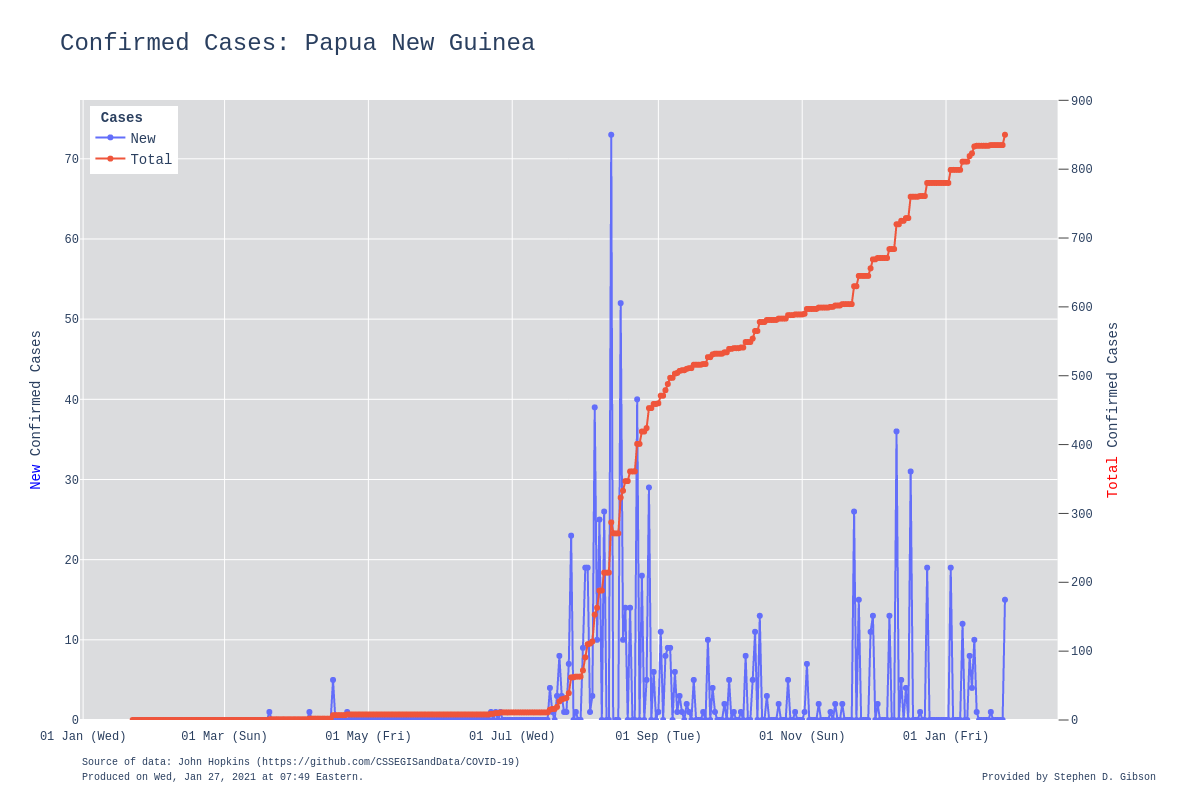 Confirmed Cases: Papua New Guinea
Cases
New
Total
900
800
700
600
500
400
300
200
100
0
70
60
50
40
30
20
10
0
New Confirmed Cases
Total Confirmed Cases
01 Jan (Wed) 01 Mar (Sun) 01 May (Fri) 01 Jul (Wed) 01 Sep (Tue) 01 Nov (Sun) 01 Jan (Fri)
Source of data: John Hopkins (https://github.com/CSSEGISandData/COVID-19)
Produced on Wed, Jan 27, 2021 at 07:49 Eastern.
Provided by Stephen D. Gibson